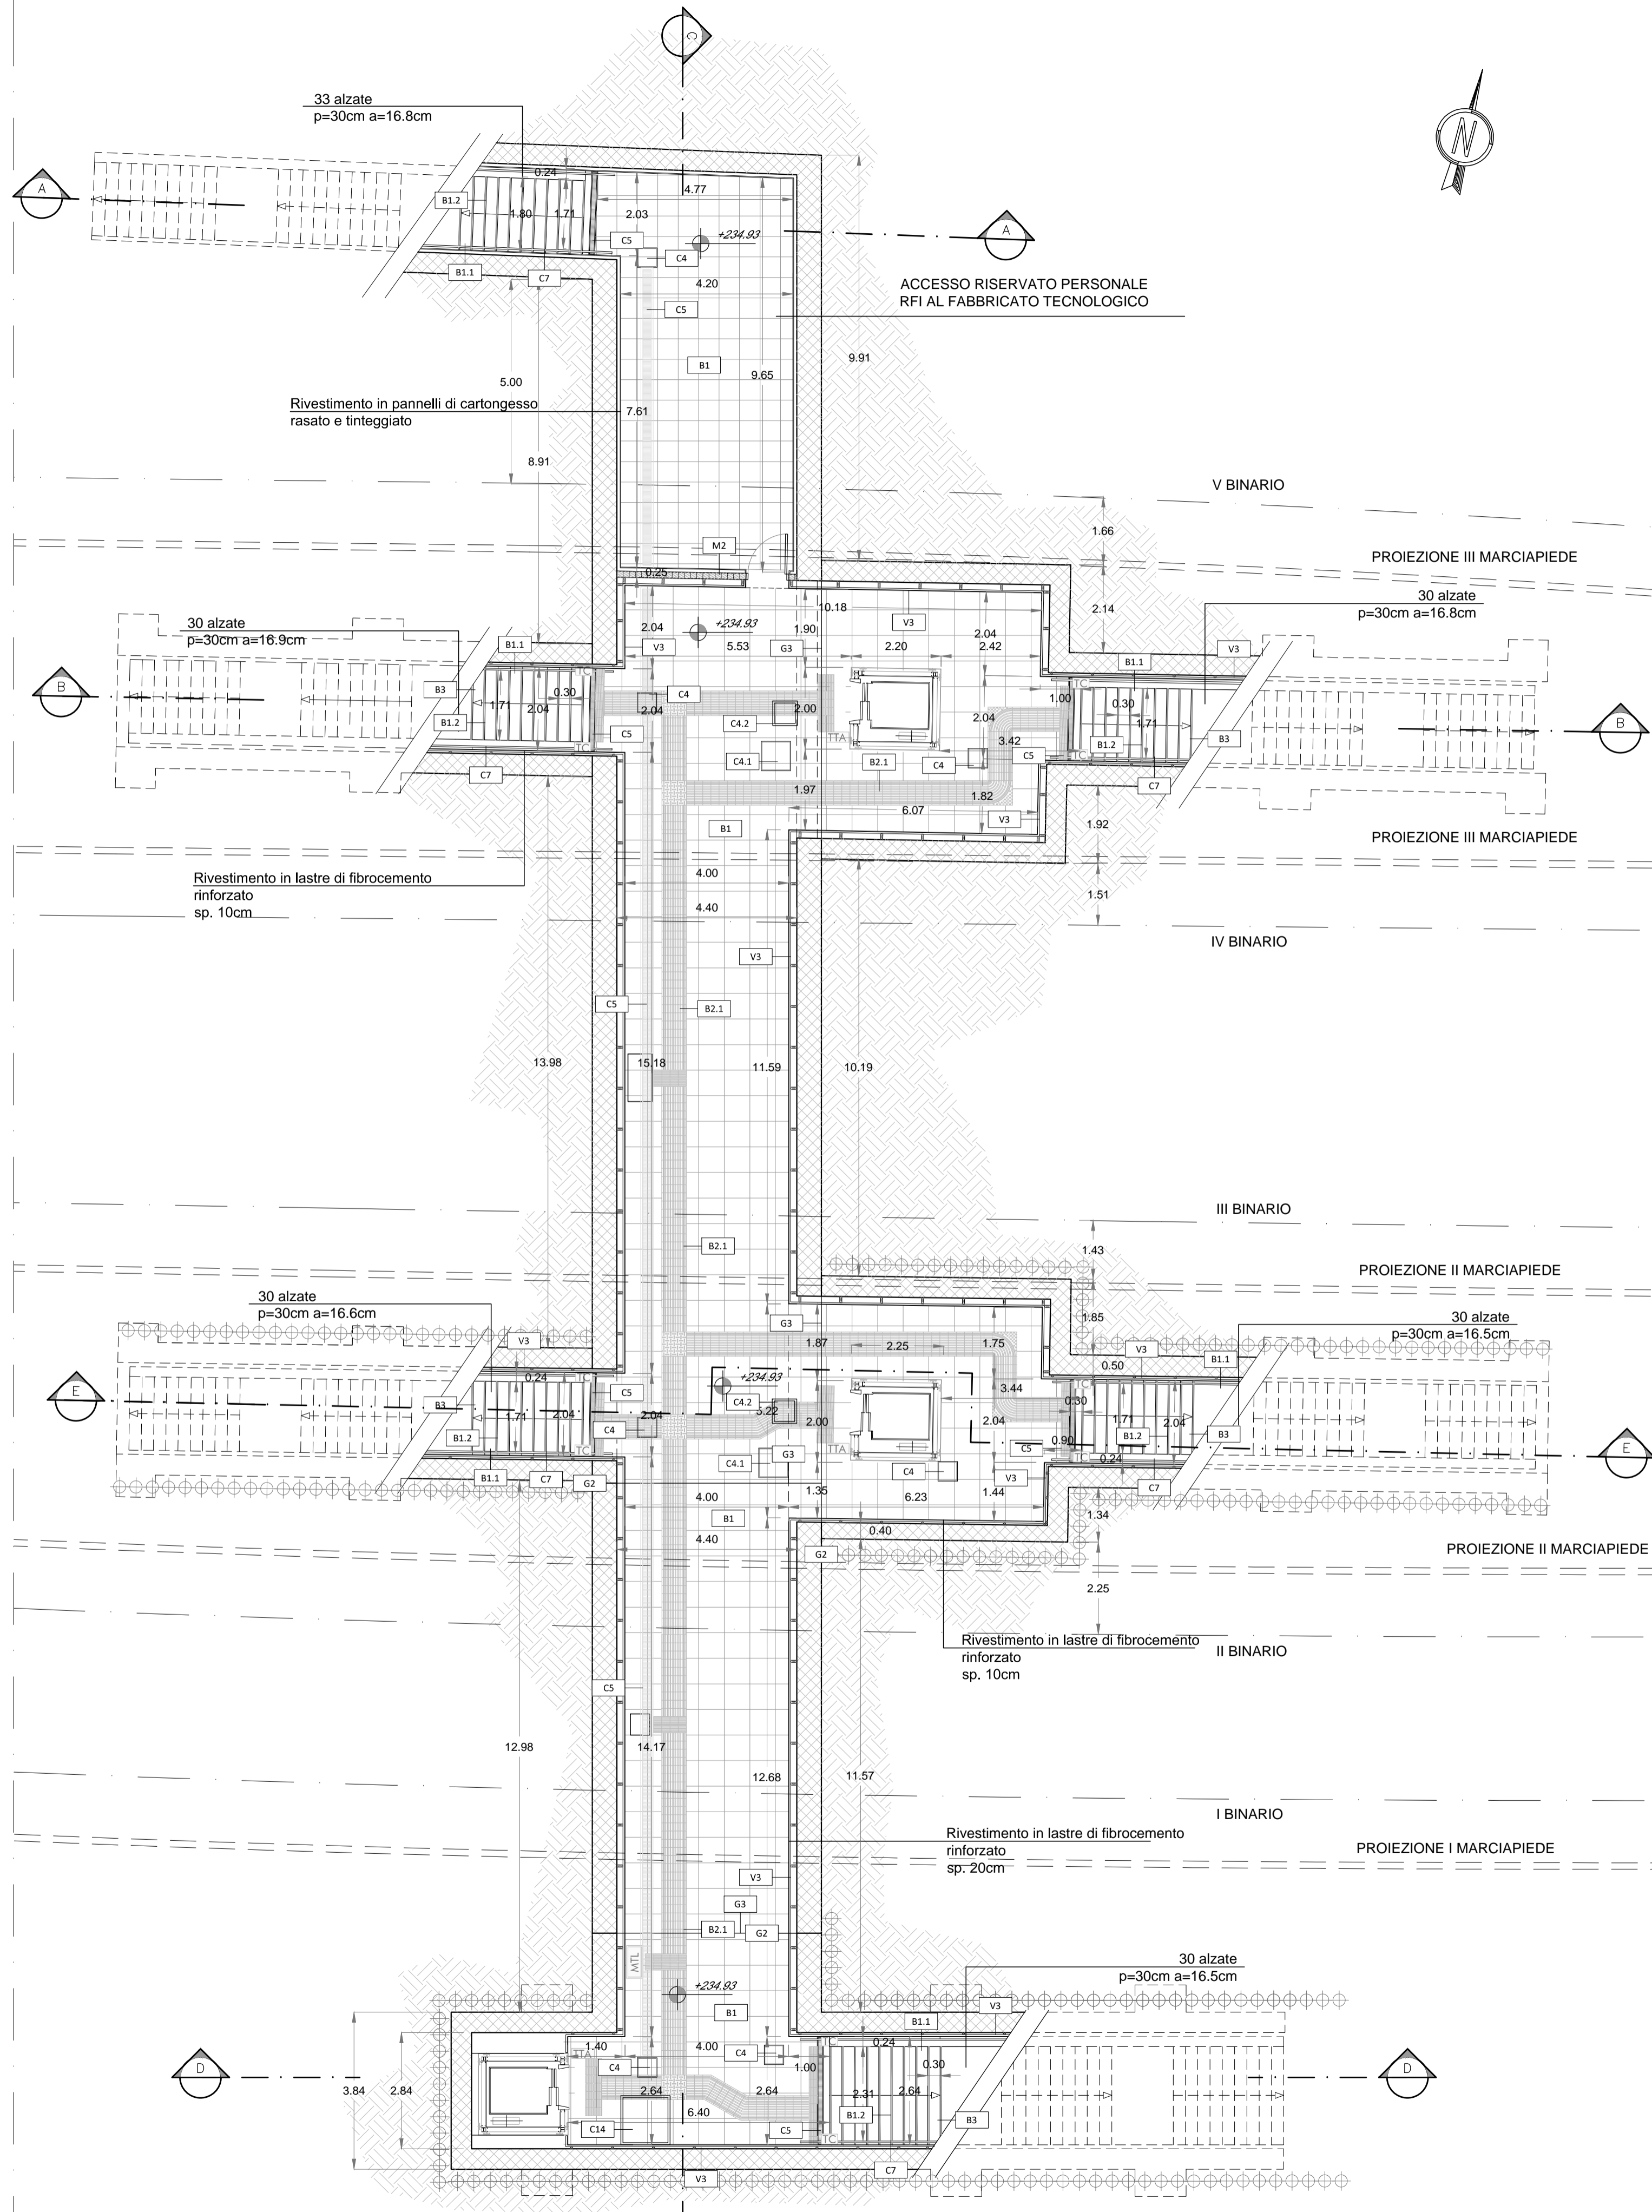 C
33 alzate
p=30cm a=16.8cm
N
A
B1.2
0.24
4.77
1.80
1.71
2.03
+234.93
A
C5
C4
B1.1
C7
4.20
ACCESSO RISERVATO PERSONALE
RFI AL FABBRICATO TECNOLOGICO
C5
B1
9.91
9.65
5.00
Rivestimento in pannelli di cartongesso
rasato e tinteggiato
7.61
8.91
V BINARIO
1.66
M2
PROIEZIONE III MARCIAPIEDE
0.25
30 alzate
p=30cm a=16.8cm
10.18
2.14
30 alzate
p=30cm a=16.9cm
2.04
+234.93
1.90
V3
2.04
B1.1
V3
5.53
G3
2.20
2.42
V3
B1.1
TC
TC
B
B3
0.30
C4
1.00
0.30
B1.2
1.71
2.04
2.04
C4.2
2.00
2.04
1.71
B
C5
TTA
3.42
B1.2
B3
TC
C4.1
B2.1
C4
C5
TC
C7
C7
1.97
1.82
6.07
V3
B1
1.92
PROIEZIONE III MARCIAPIEDE
Rivestimento in lastre di fibrocemento
rinforzato
sp. 10cm
4.00
1.51
4.40
IV BINARIO
V3
C5
B2.1
13.98
15.18
11.59
10.19
III BINARIO
B2.1
1.43
PROIEZIONE II MARCIAPIEDE
30 alzate
p=30cm a=16.6cm
G3
1.85
30 alzate
p=30cm a=16.5cm
V3
1.87
2.25
1.75
V3
B1.1
0.50
0.24
TC
+234.93
TC
E
C5
3.44
B3
C4.2
0.30
1.71
2.04
2.04
5.22
2.00
2.04
1.71
2.04
B1.2
C4
0.90
B1.2
B3
E
TC
G3
TTA
C5
TC
0.24
B1.1
C7
G2
C4.1
C4
V3
C7
4.00
1.35
6.23
1.44
B1
1.34
4.40
0.40
G2
PROIEZIONE II MARCIAPIEDE
2.25
Rivestimento in lastre di fibrocemento
rinforzato
sp. 10cm
II BINARIO
C5
12.98
14.17
12.68
11.57
I BINARIO
Rivestimento in lastre di fibrocemento
rinforzato
sp. 20cm
PROIEZIONE I MARCIAPIEDE
V3
G3
B2.1
G2
MTL
30 alzate
p=30cm a=16.5cm
+234.93
B1
V3
B1.1
1.40
4.00
TC
0.24
TTA
C4
C4
1.00
0.30
D
D
3.84
2.84
2.64
2.64
2.31
2.64
6.40
B1.2
B3
C14
C5
TC
C7
V3